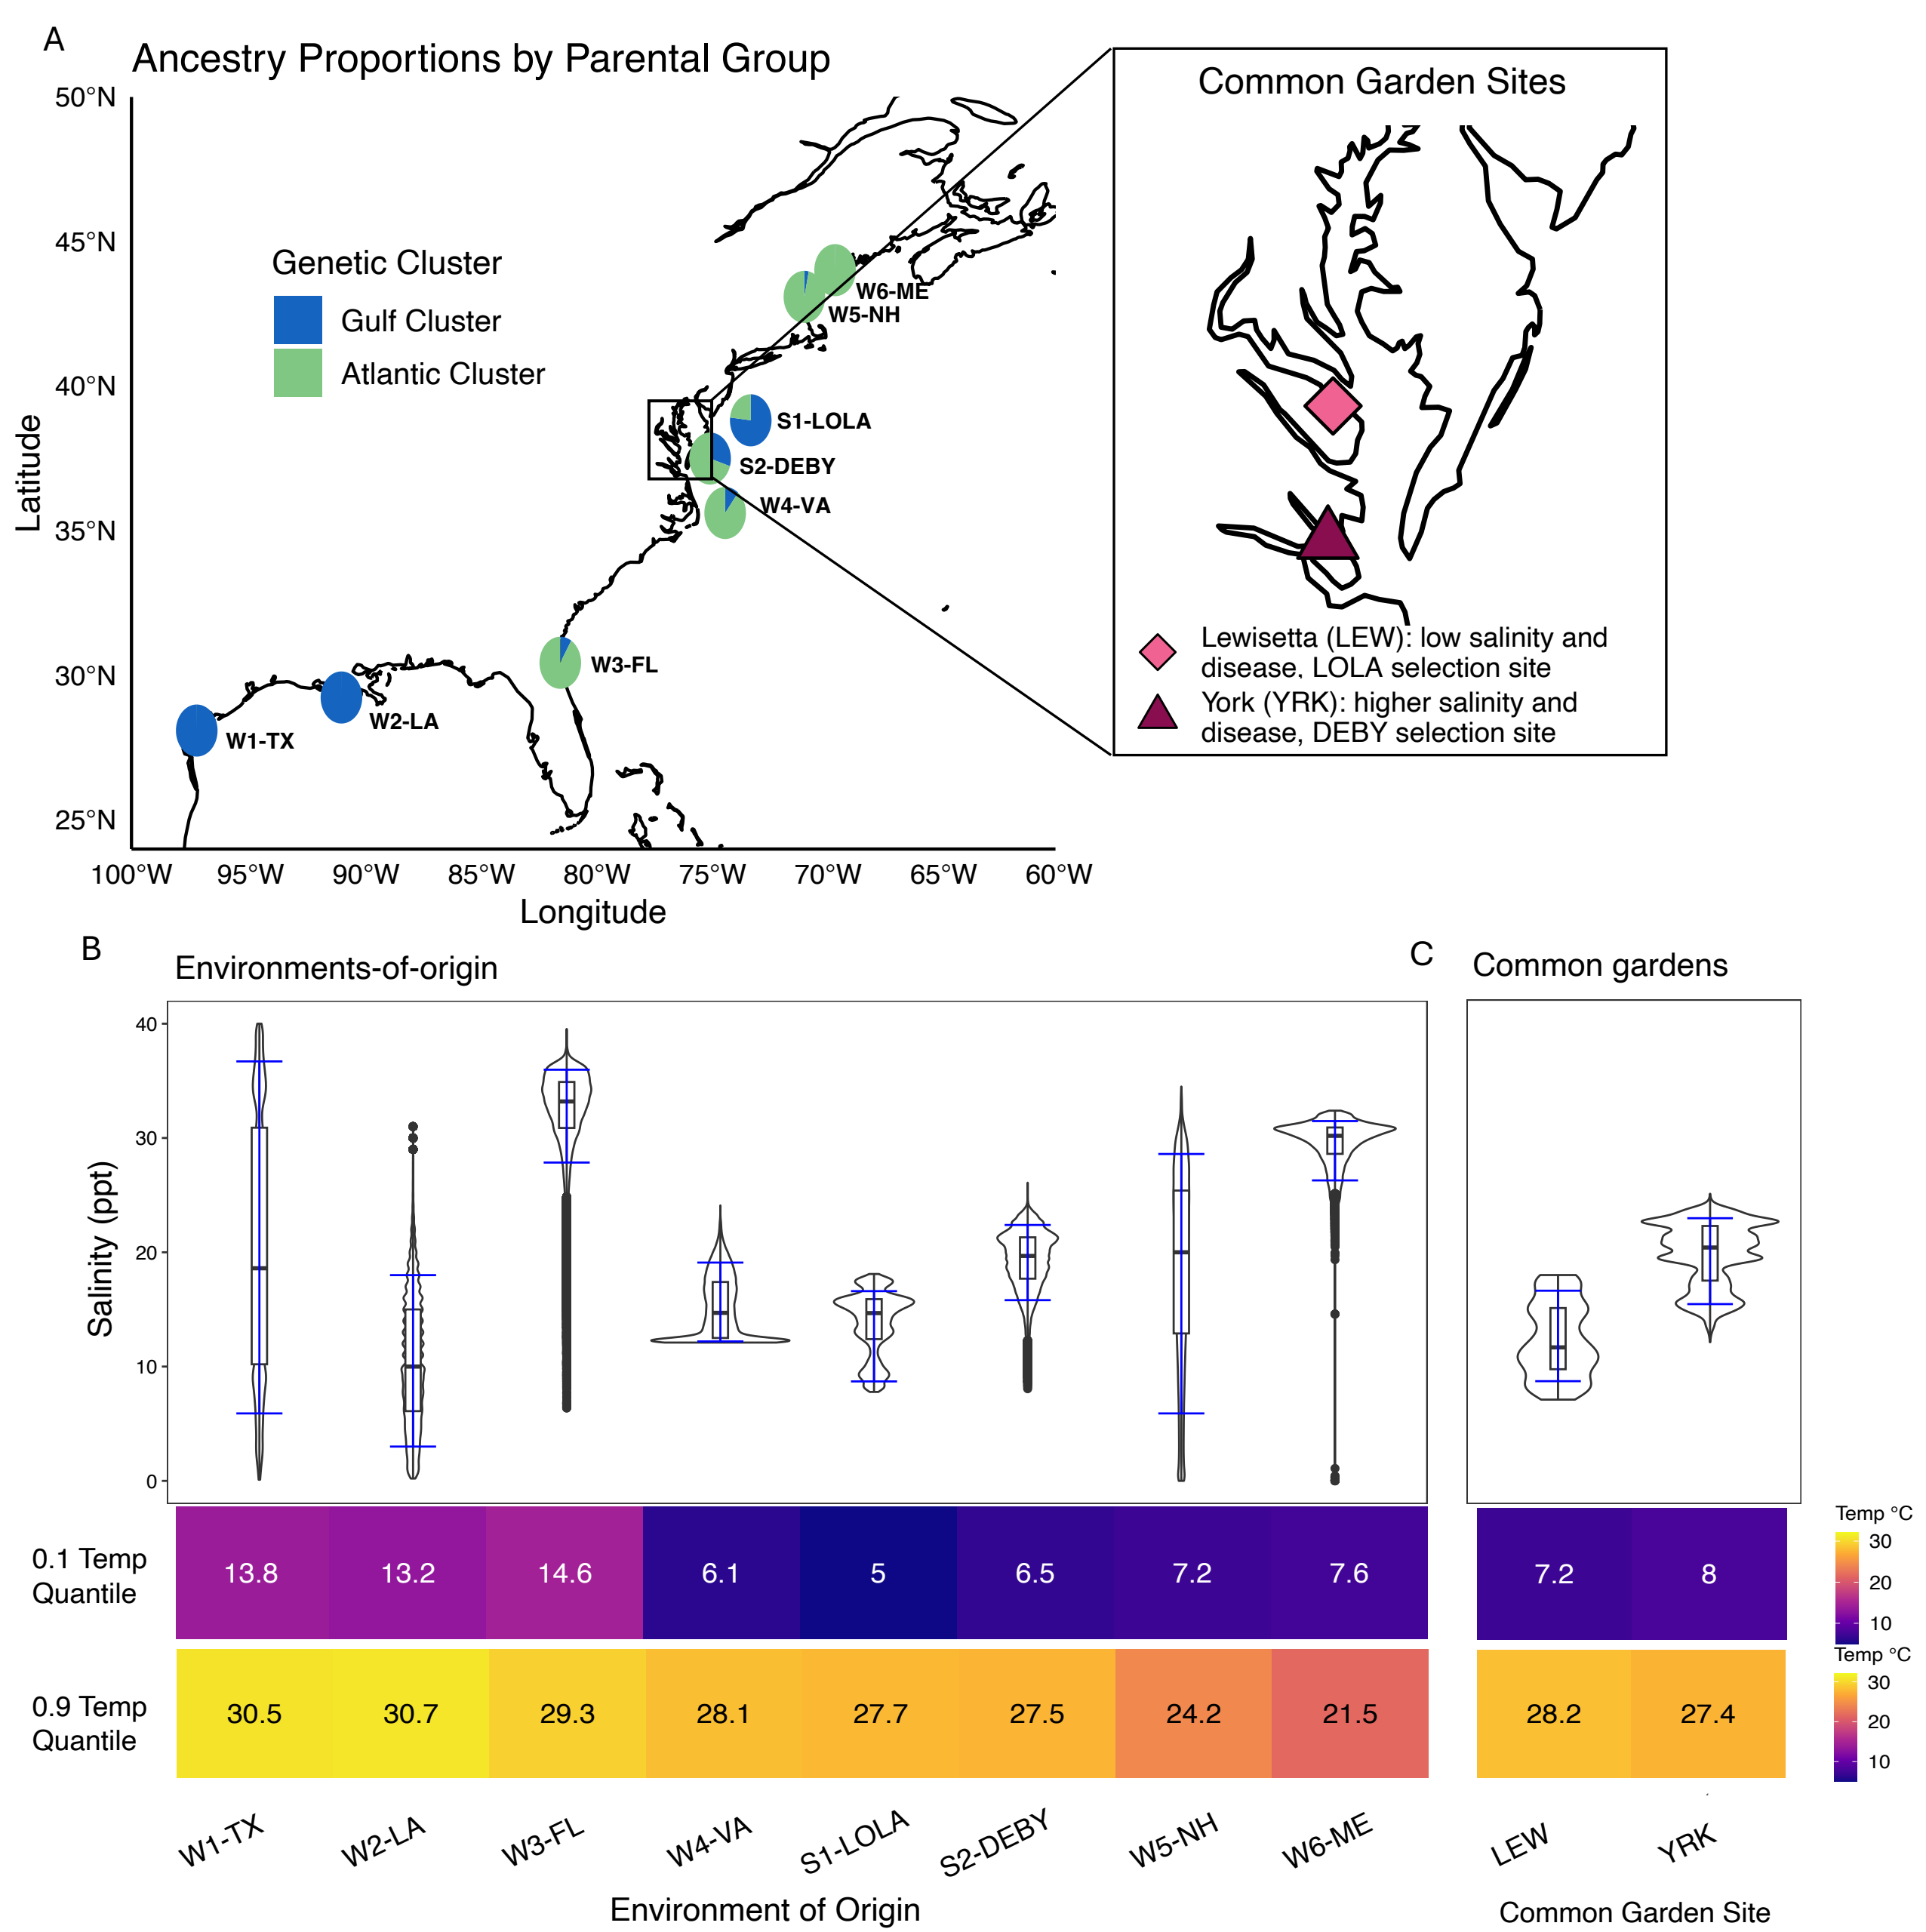 A
Ancestry Proportions by Parental Group
50°N
45°N
40°N
35°N
30°N
25°N
Latitude
100°W 95°W 90°W 85°W 80°W 75°W 70°W 65°W 60°W
Longitude
Genetic Cluster
Gulf Cluster
Atlantic Cluster
W6-ME
W5-NH
S1-LOLA
S2-DEBY
W4-VA
W3-FL
W2-LA
W1-TX
Common Garden Sites
Lewisetta (LEW): low salinity and
disease, LOLA selection site
York (YRK): higher salinity and
disease, DEBY selection site
B
Environments-of-origin
C
Common gardens
Salinity (ppt)
40
30
20
10
0
0.1 Temp
Quantile
13.8 13.2 14.6 6.1 5 6.5 7.2 7.6 7.2 8
Temp °C
30
20
10
0.9 Temp
Quantile
30.5 30.7 29.3 28.1 27.7 27.5 24.2 21.5 28.2 27.4
Temp °C
30
20
10
W1-TX W2-LA W3-FL W4-VA S1-LOLA S2-DEBY W5-NH W6-ME LEW YRK
Environment of Origin
Common Garden Site